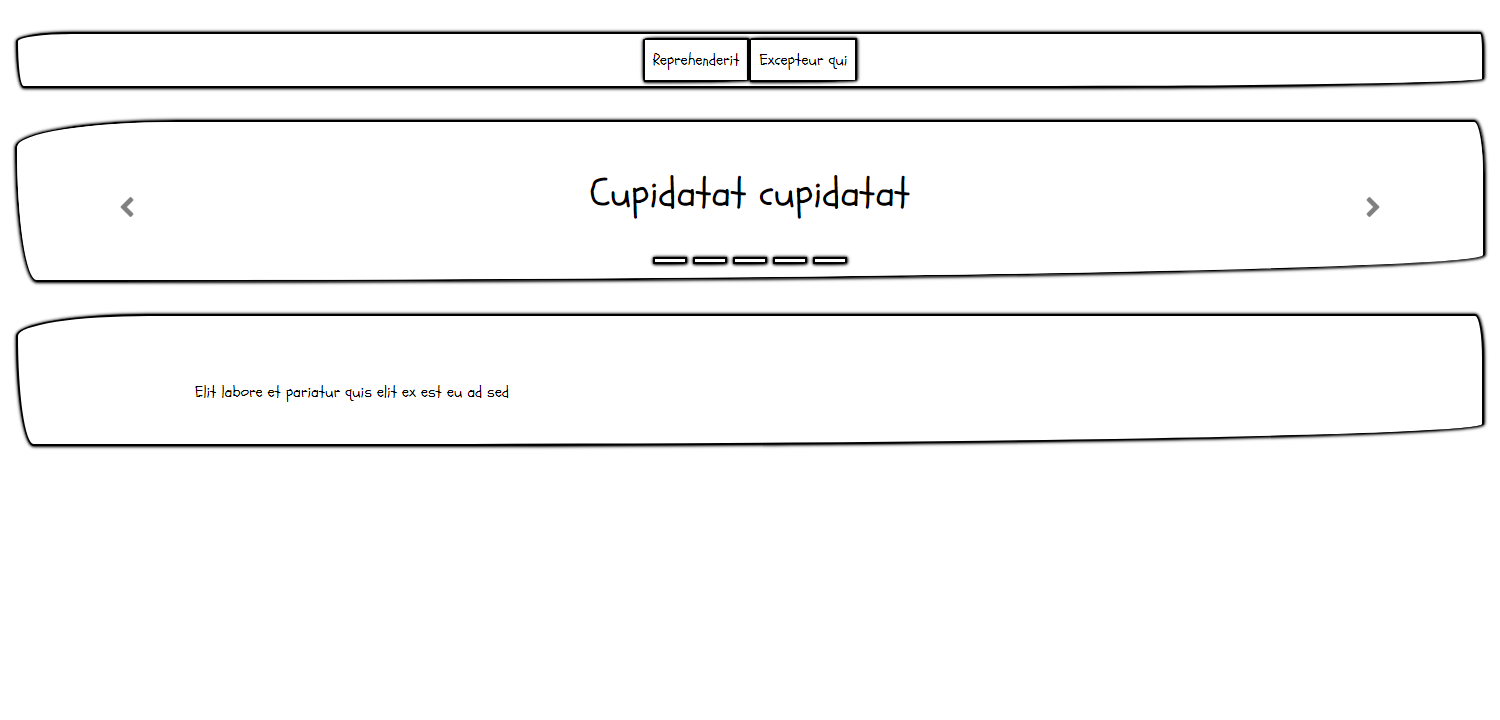 Reprehenderit Excepteur qui
Cupidatat cupidatat
Elit labore et pariatur quis elit ex est eu ad sed